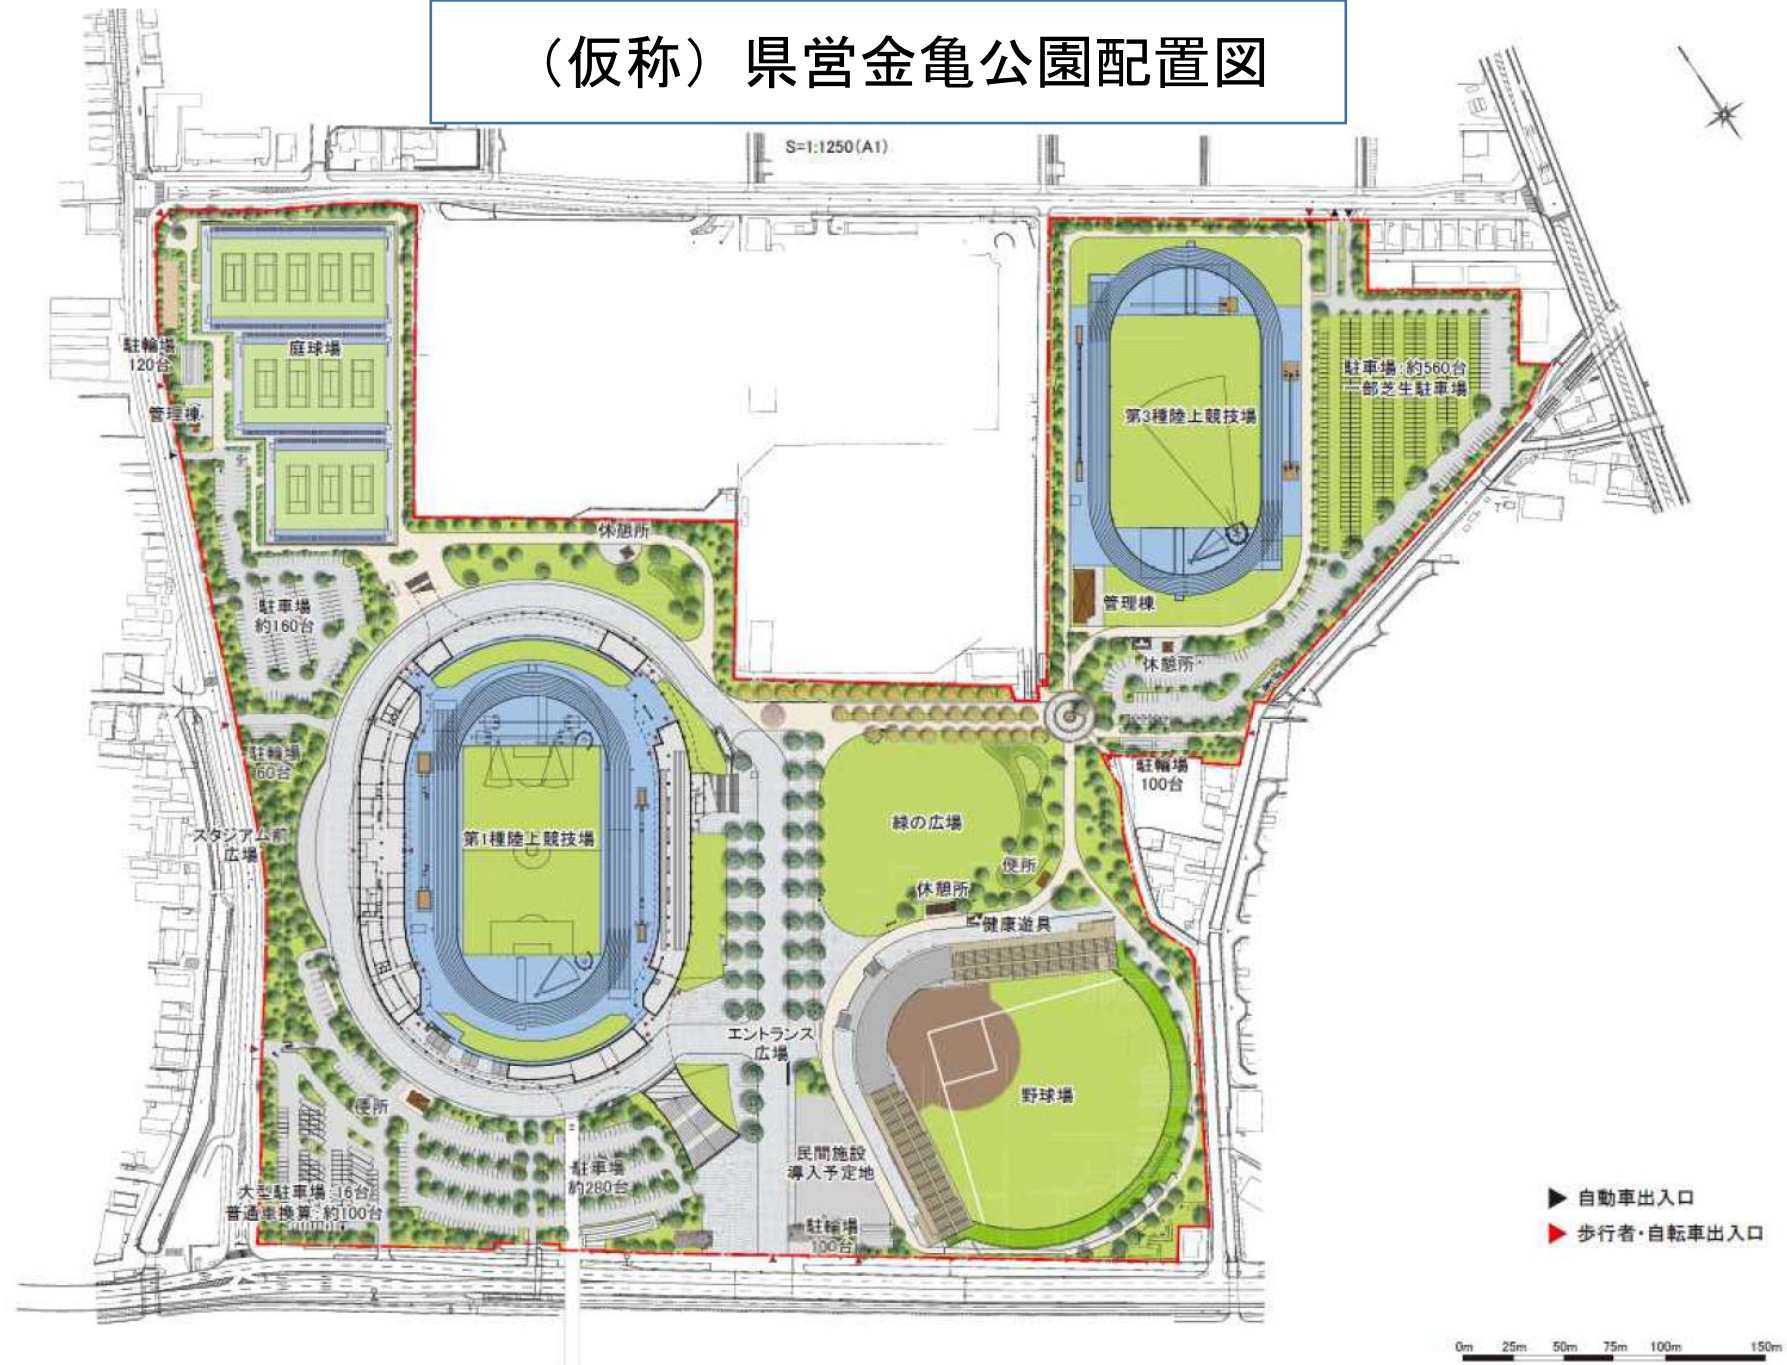 （仮称）県営金亀公園配置図
S=1:1250(A1)
駐輪場
120台
庭球場
管理棟
休憩所
駐車場
約160台
第3種陸上競技場
駐車場:約560台
一部芝生駐車場
管理棟
休憩所
駐輪場
60台
駐輪場
100台
スタジアム前
広場
第1種陸上競技場
緑の広場
便所
休憩所
健康遊具
エントランス
広場
野球場
便所
民間施設
導入予定地
駐車場
約280台
大型駐車場:16台
普通車換算:約100台
駐輪場
100台
自動車出入口
歩行者・自転車出入口
0m 25m 50m 75m 100m 150m